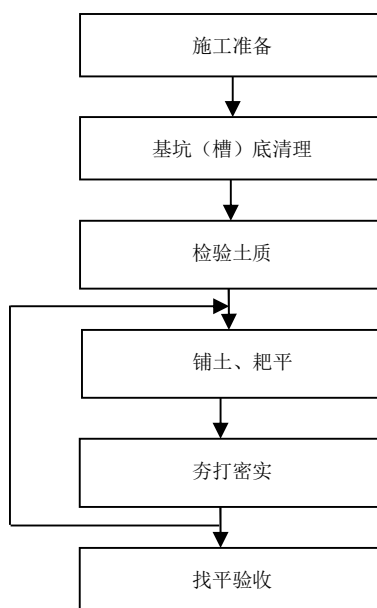 施工准备
基坑（槽）底清理
检验土质
铺土、耙平
夯打密实
找平验收